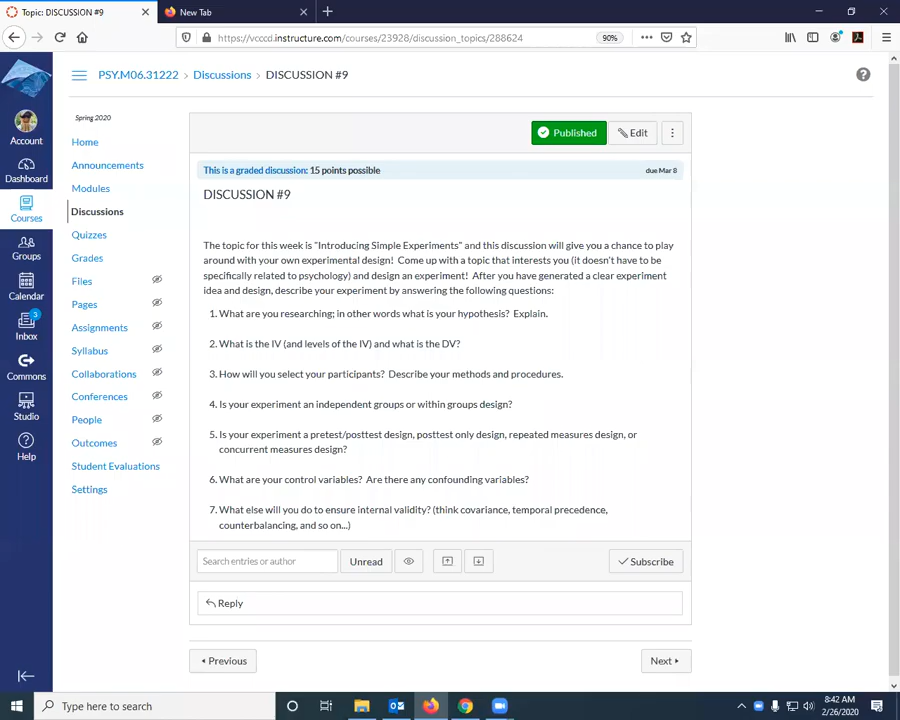 Topic: DISCUSSION #9
New Tab
https://vcccd.instructure.com/courses/23928/discussion_topics/288624
90%
PSY.M06.31222 > Discussions > DISCUSSION #9
Account
Dashboard
Courses
Groups
Calendar
3
Inbox
Commons
Studio
Help
Spring 2020
Home
Announcements
Modules
Discussions
Quizzes
Grades
Files
Pages
Assignments
Syllabus
Collaborations
Conferences
People
Outcomes
Student Evaluations
Settings
Published
Edit
This is a graded discussion: 15 points possible
due Mar 8
DISCUSSION #9
The topic for this week is "Introducing Simple Experiments" and this discussion will give you a chance to play
around with your own experimental design! Come up with a topic that interests you (it doesn't have to be
specifically related to psychology) and design an experiment! After you have generated a clear experiment
idea and design, describe your experiment by answering the following questions:
1. What are you researching; in other words what is your hypothesis? Explain.
2. What is the IV (and levels of the IV) and what is the DV?
3. How will you select your participants? Describe your methods and procedures.
4. Is your experiment an independent groups or within groups design?
5. Is your experiment a pretest/posttest design, posttest only design, repeated measures design, or
concurrent measures design?
6. What are your control variables? Are there any confounding variables?
7. What else will you do to ensure internal validity? (think covariance, temporal precedence,
counterbalancing, and so on...)
Search entries or author
Unread
Subscribe
Reply
Previous
Next
Type here to search
8:42 AM
2/26/2020